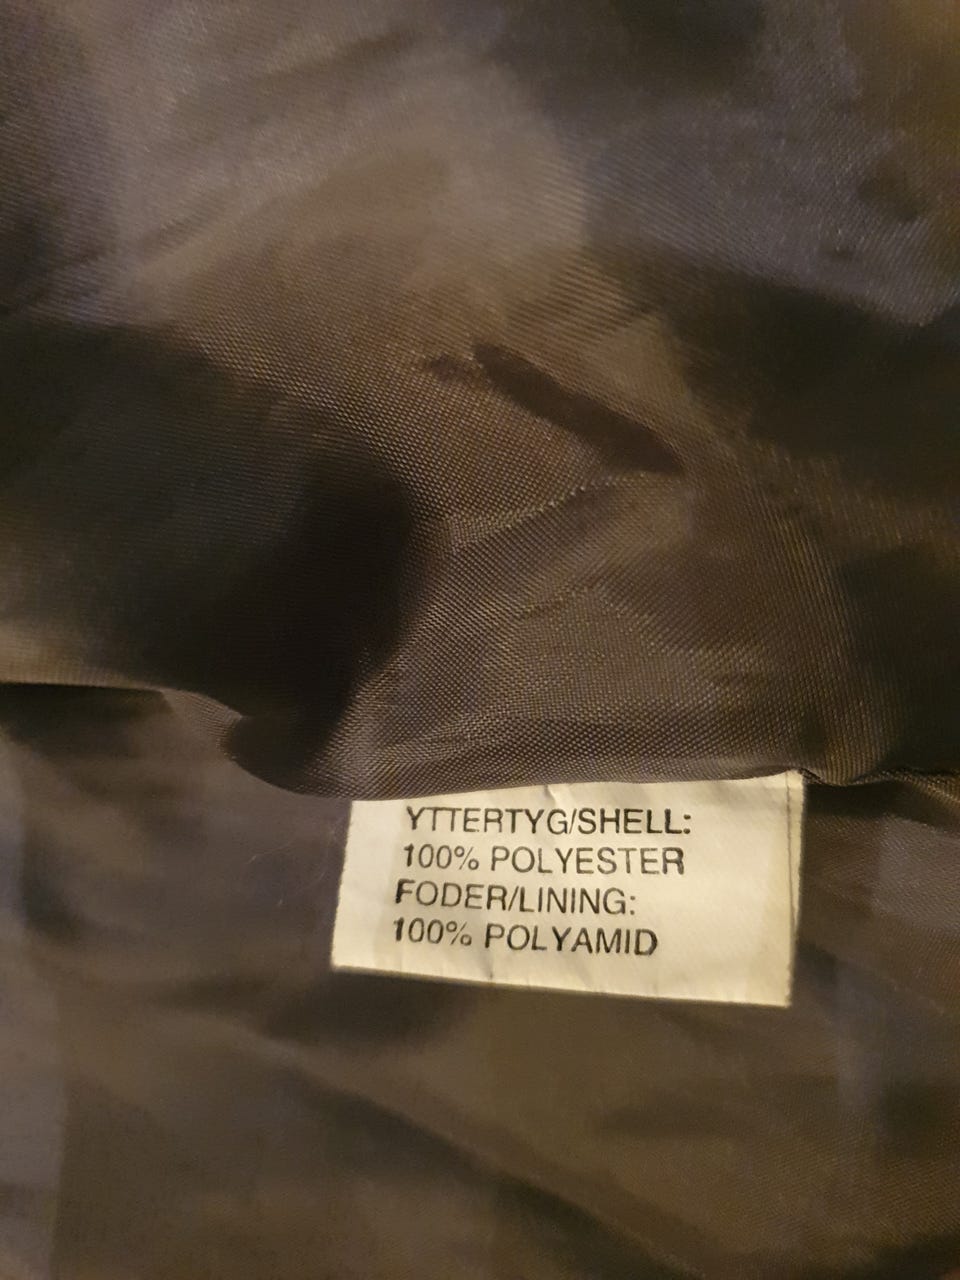 YTTERTYG/SHELL:
100% POLYESTER
FODER/LINING:
100% POLYAMID